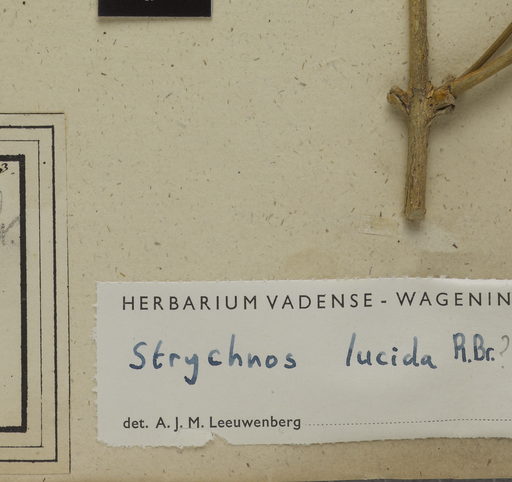 HERBARIUM VADENSE - WAGENIN
Strychnos lucida R.Br.?
det. A. J. M. Leeuwenberg